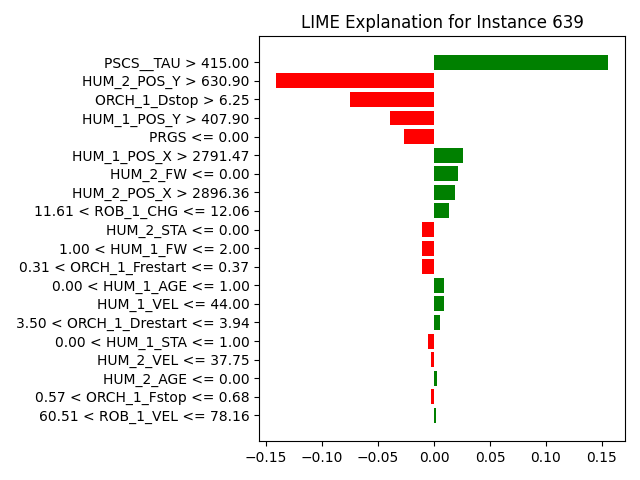 LIME Explanation for Instance 639
PSCS__TAU > 415.00
HUM_2_POS_Y > 630.90
ORCH_1_Dstop > 6.25
HUM_1_POS_Y > 407.90
PRGS <= 0.00
HUM_1_POS_X > 2791.47
HUM_2_FW <= 0.00
HUM_2_POS_X > 2896.36
11.61 < ROB_1_CHG <= 12.06
HUM_2_STA <= 0.00
1.00 < HUM_1_FW <= 2.00
0.31 < ORCH_1_Frestart <= 0.37
0.00 < HUM_1_AGE <= 1.00
HUM_1_VEL <= 44.00
3.50 < ORCH_1_Drestart <= 3.94
0.00 < HUM_1_STA <= 1.00
HUM_2_VEL <= 37.75
HUM_2_AGE <= 0.00
0.57 < ORCH_1_Fstop <= 0.68
60.51 < ROB_1_VEL <= 78.16
−0.15 −0.10 −0.05 0.00 0.05 0.10 0.15